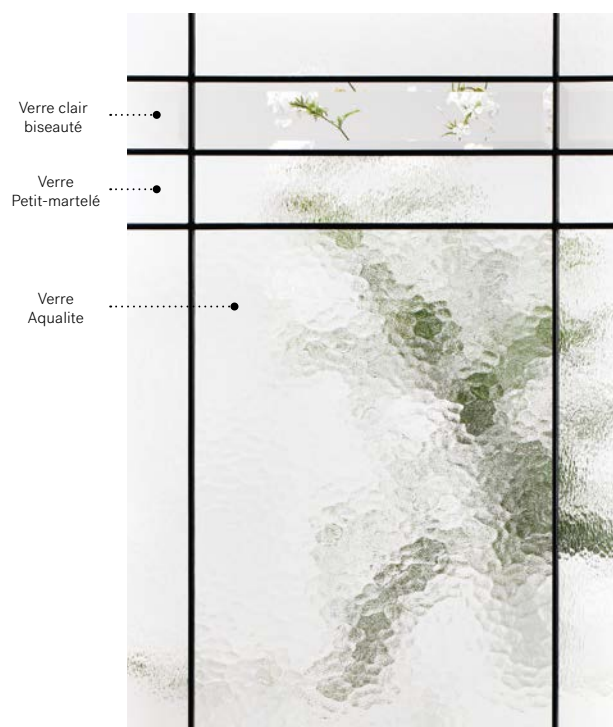 Verre clair
biseauté
Verre
Petit-martelé
Verre
Aqualite